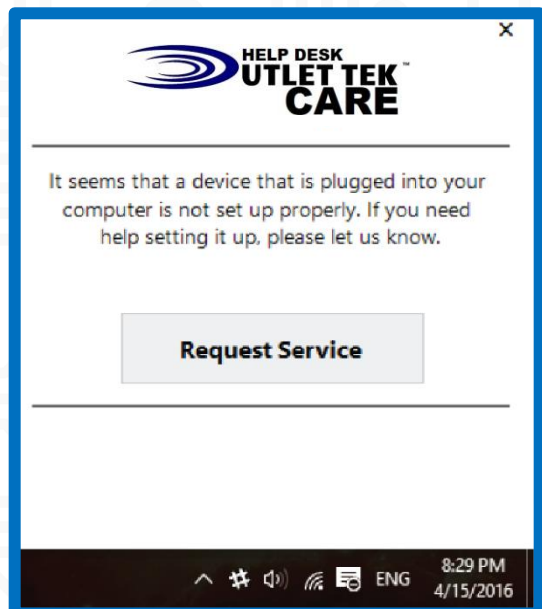 ×
HELP DESK
UTLET TEK™
CARE
It seems that a device that is plugged into your
computer is not set up properly. If you need
help setting it up, please let us know.
Request Service
ENG
8:29 PM
4/15/2016